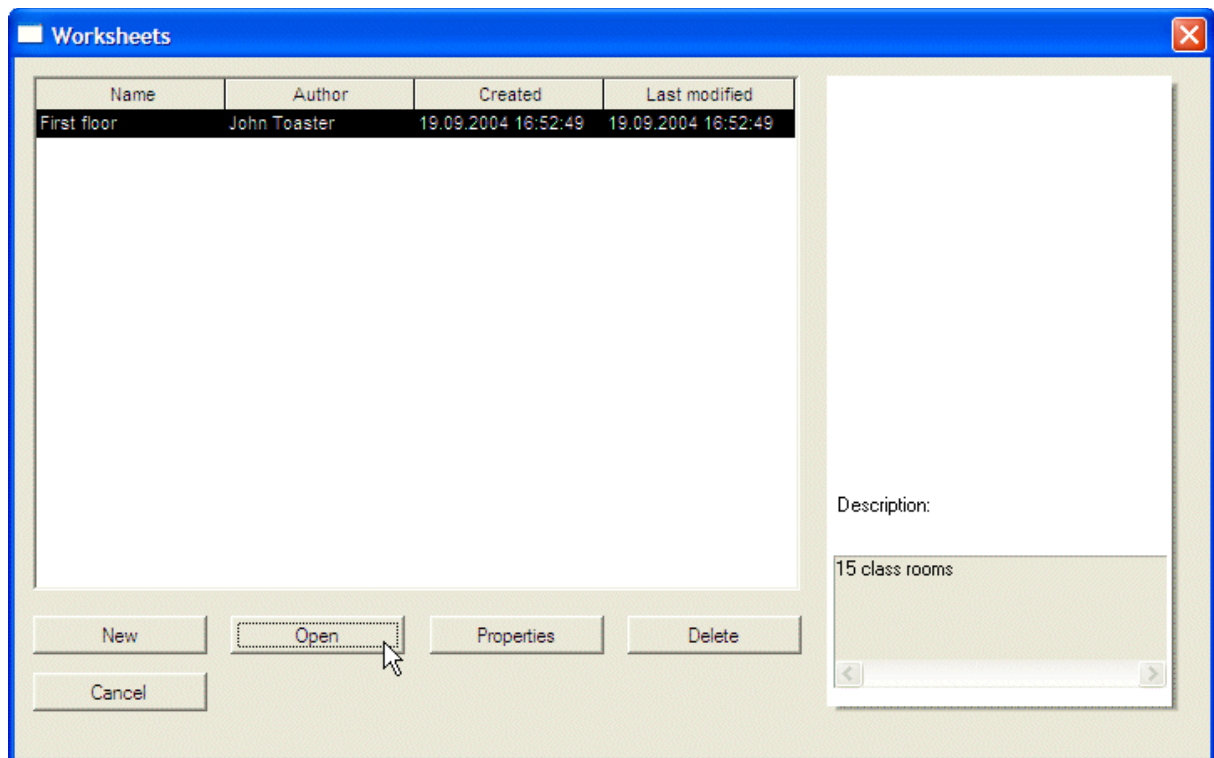 Worksheets
Name Author Created Last modified
First floor John Toaster 19.09.2004 16:52:49 19.09.2004 16:52:49
Description:
15 class rooms
New Open Properties Delete
Cancel